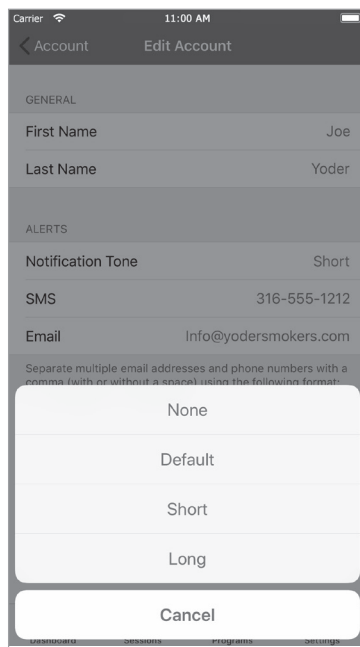 Carrier 11:00 AM
Account Edit Account
GENERAL
First Name Joe
Last Name Yoder
ALERTS
Notification Tone Short
SMS 316-555-1212
Email Info@yodersmokers.com
Separate multiple email addresses and phone numbers with a
comma (with or without a space) using the following format:
None
Default
Short
Long
Cancel
Dashboard Sessions Programs Settings